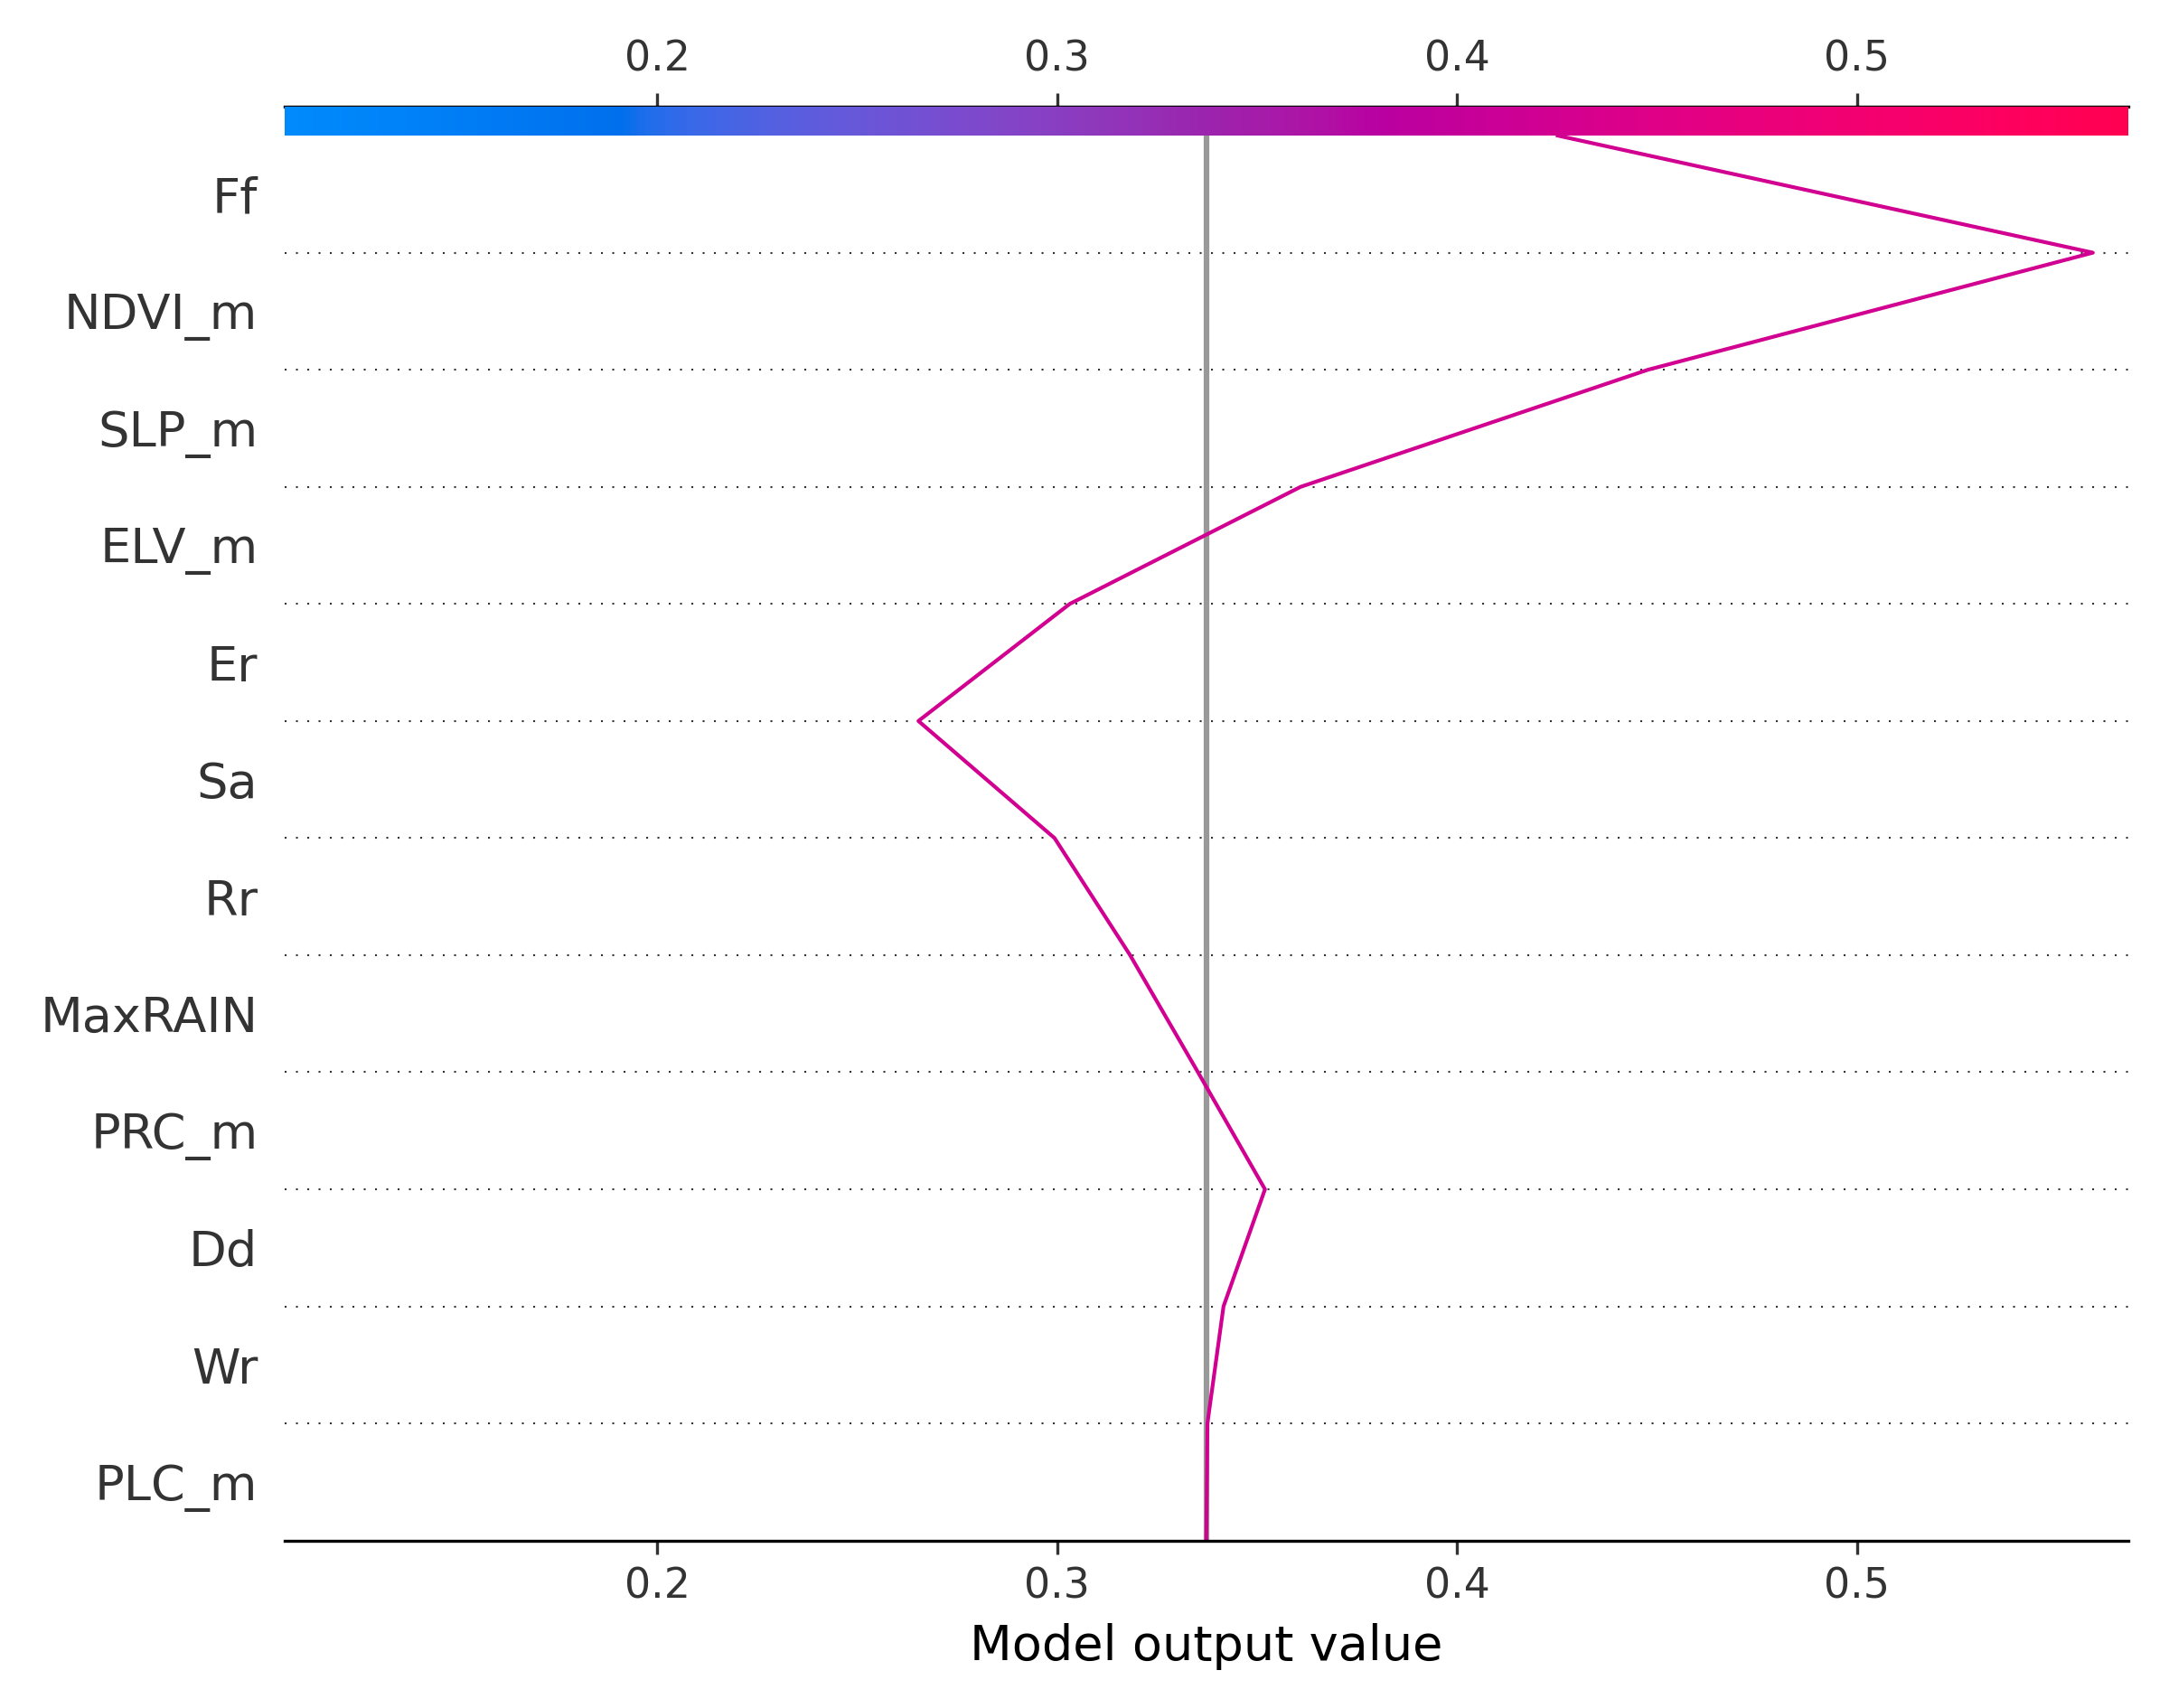 0.2 0.3 0.4 0.5
Ff
NDVI_m
SLP_m
ELV_m
Er
Sa
Rr
MaxRAIN
PRC_m
Dd
Wr
PLC_m
0.2 0.3 0.4 0.5
Model output value